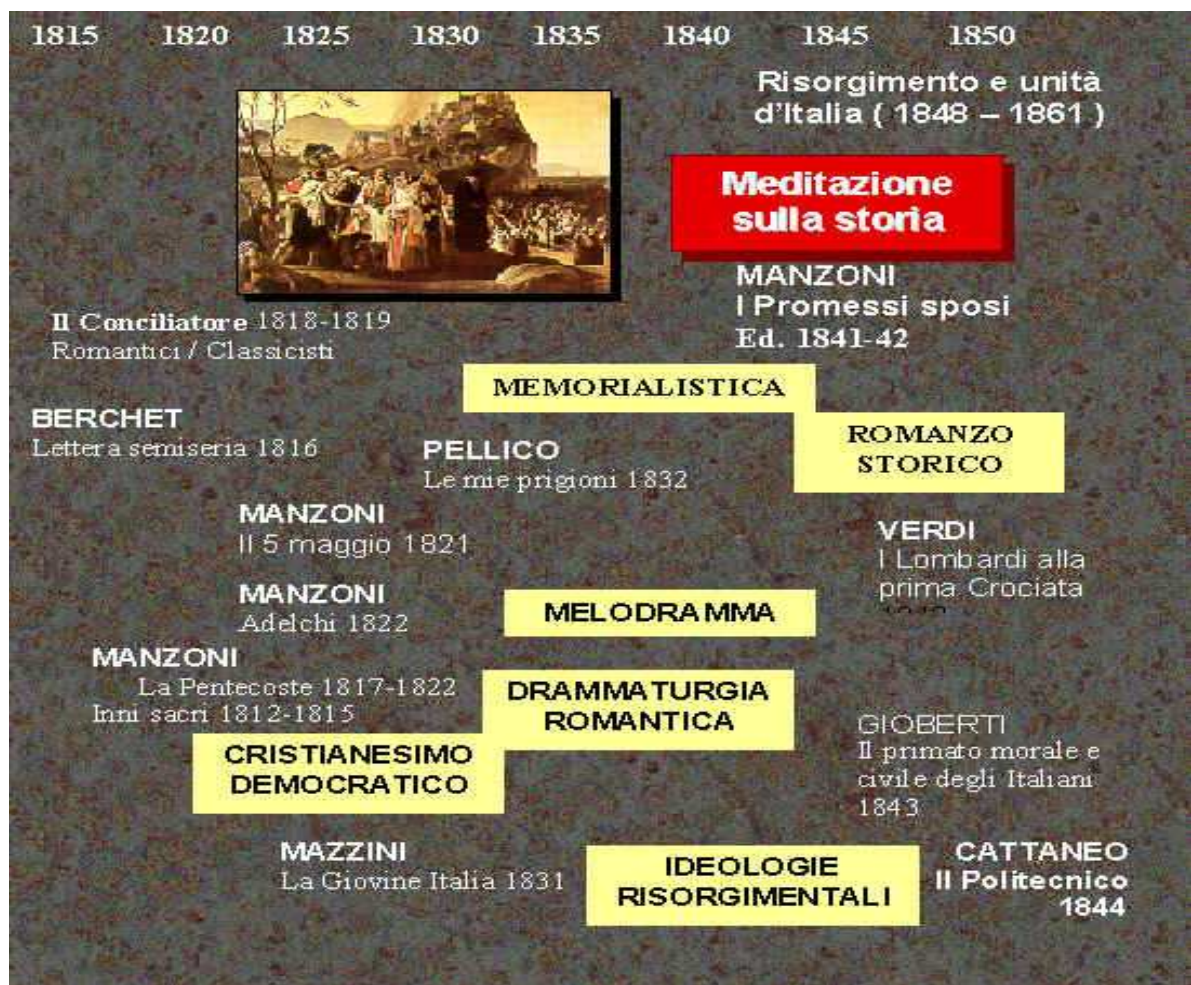 1815 1820 1825 1830 1835 1840 1845 1850
Risorgimento e unità
d'Italia ( 1848 – 1861 )
Meditazione
sulla storia
MANZONI
I Promessi sposi
Ed. 1841-42
Il Conciliatore 1818-1819
Romantici / Classicisti
MEMORIALISTICA
BERCHET
Lettera semiseria 1816
ROMANZO
STORICO
PELLICO
Le mie prigioni 1832
MANZONI
Il 5 maggio 1821
VERDI
I Lombardi alla
prima Crociata
MANZONI
Adelchi 1822
MELODRAMMA
MANZONI
La Pentecoste 1817-1822
Inni sacri 1812-1815
DRAMMATURGIA
ROMANTICA
CRISTIANESIMO
DEMOCRATICO
GIOBERTI
Il primato morale e
civile degli Italiani
1843
MAZZINI
La Giovine Italia 1831
IDEOLOGIE
RISORGIMENTALI
CATTANEO
Il Politecnico
1844